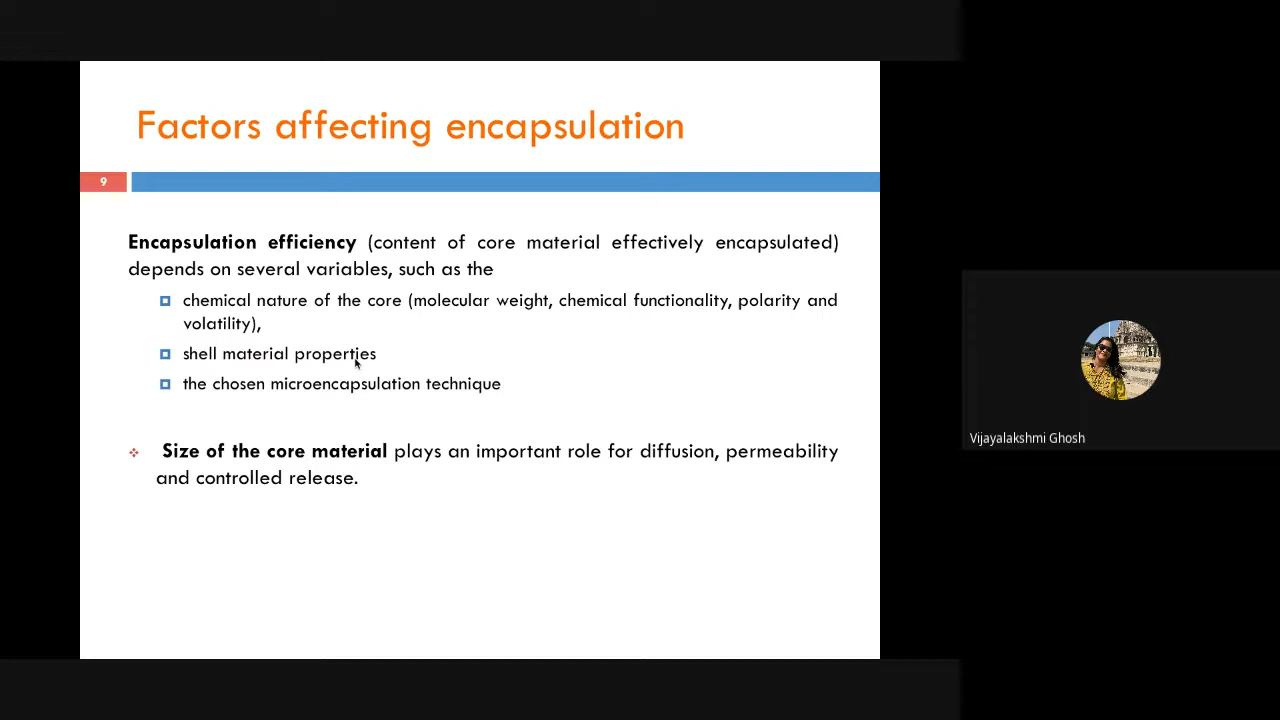 Factors affecting encapsulation
9
Encapsulation efficiency (content of core material effectively encapsulated)
depends on several variables, such as the
chemical nature of the core (molecular weight, chemical functionality, polarity and
volatility),
shell material properties
the chosen microencapsulation technique
Size of the core material plays an important role for diffusion, permeability
and controlled release.
Vijayalakshmi Ghosh